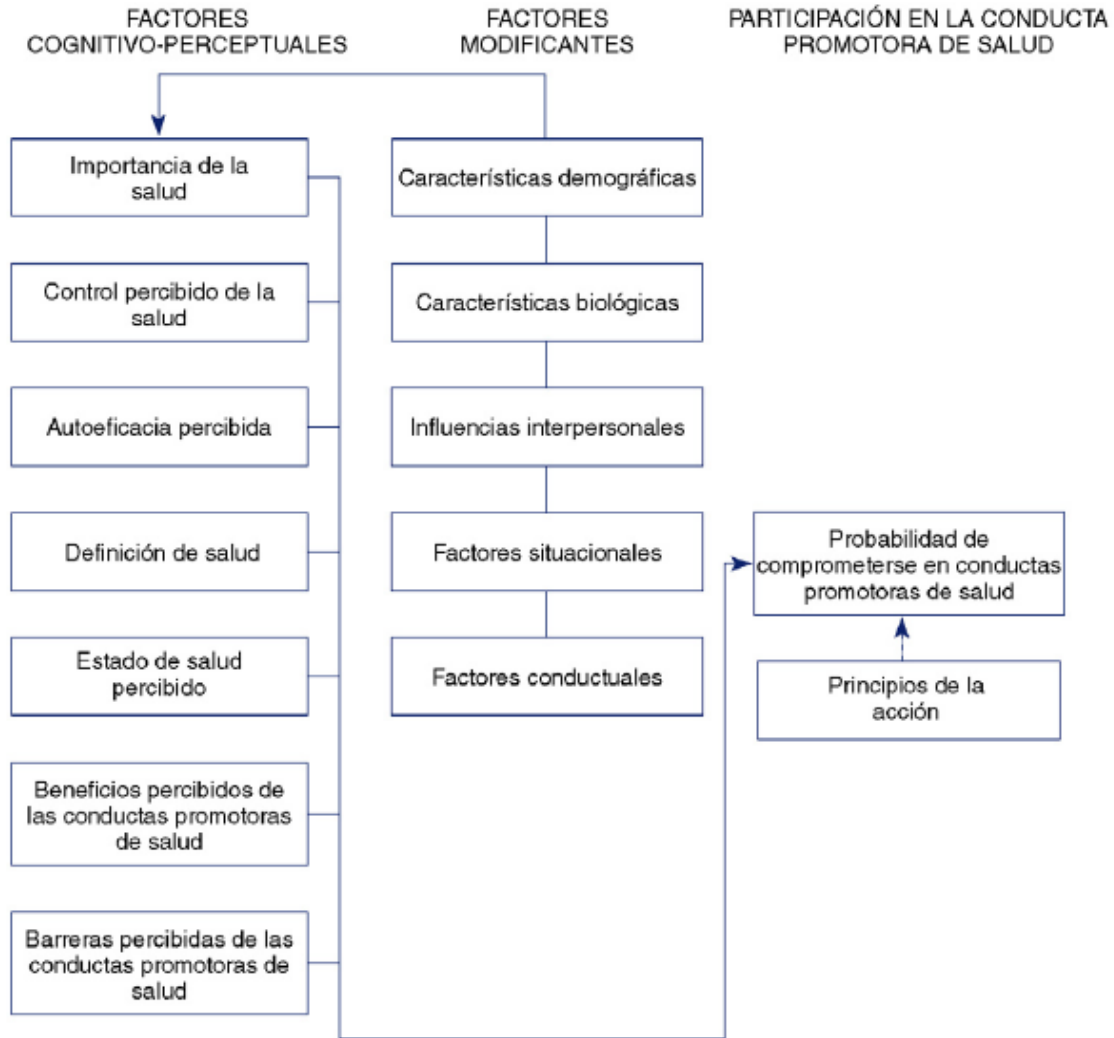 FACTORES
COGNITIVO-PERCEPTUALES
FACTORES
MODIFICANTES
PARTICIPACIÓN EN LA CONDUCTA
PROMOTORA DE SALUD
Importancia de la
salud
Control percibido de la
salud
Autoeficacia percibida
Definición de salud
Estado de salud
percibido
Beneficios percibidos de
las conductas promotoras
de salud
Barreras percibidas de las
conductas promotoras de
salud
Características demográficas
Características biológicas
Influencias interpersonales
Factores situacionales
Factores conductuales
Probabilidad de
comprometerse en conductas
promotoras de salud
Principios de la
acción